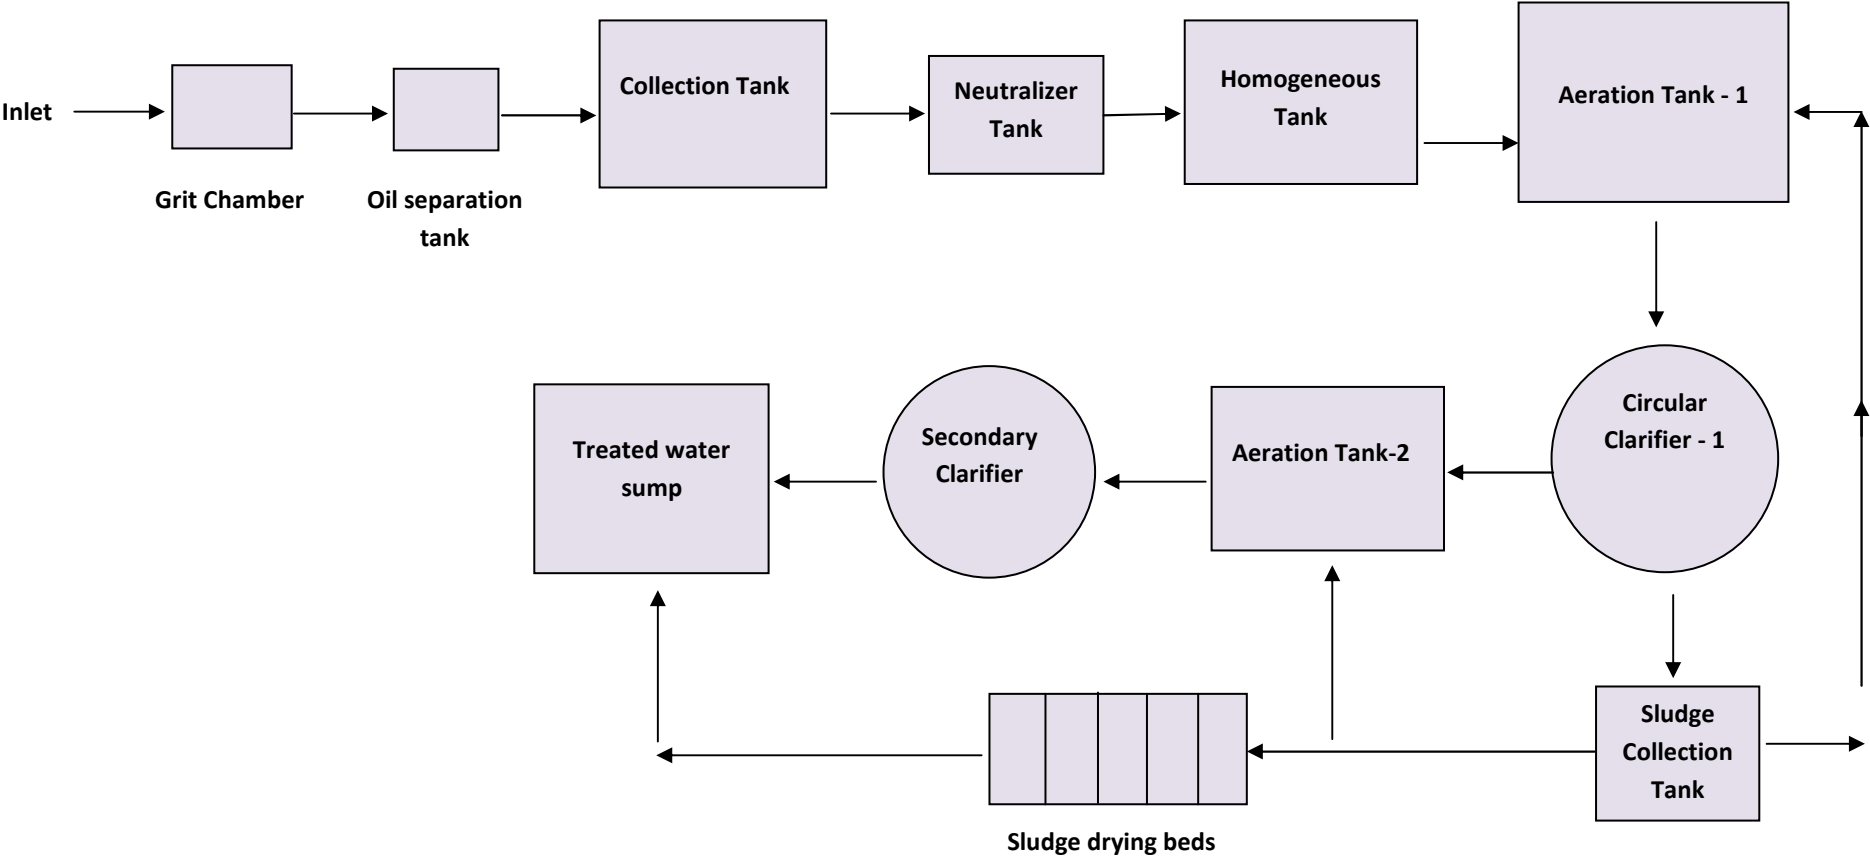 Inlet
Grit Chamber
Oil separation
tank
Collection Tank
Neutralizer
Tank
Homogeneous
Tank
Aeration Tank - 1
Circular
Clarifier - 1
Aeration Tank-2
Secondary
Clarifier
Treated water
sump
Sludge
Collection
Tank
Sludge drying beds